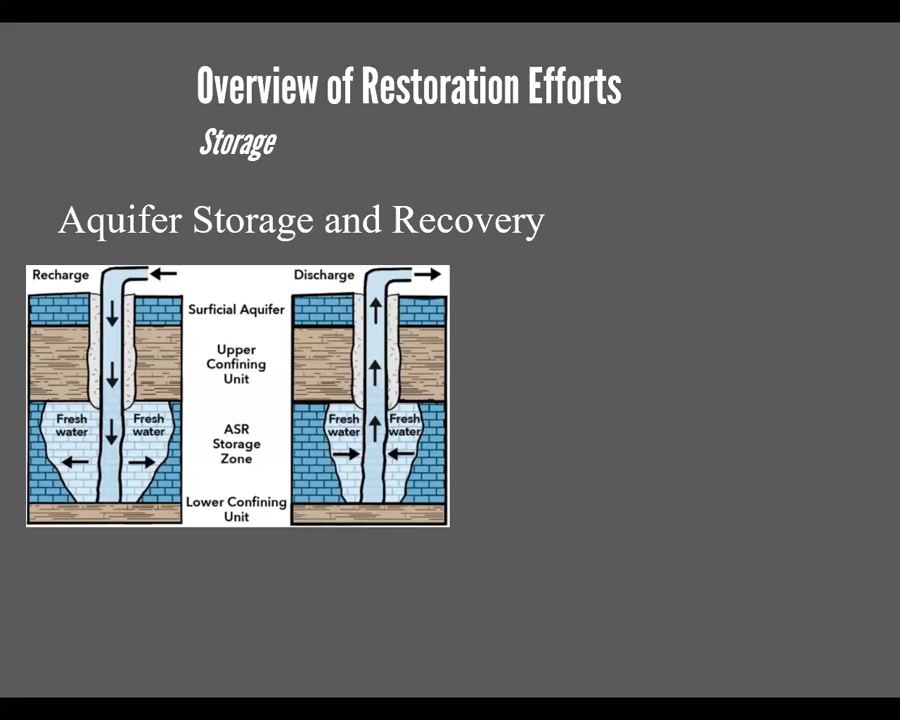 Overview of Restoration Efforts
Storage
Aquifer Storage and Recovery
Recharge
Discharge
Surficial Aquifer
Upper
Confining
Unit
Fresh
water
Fresh
water
ASR
Storage
Zone
Fresh
water
Fresh
water
Lower Confining
Unit